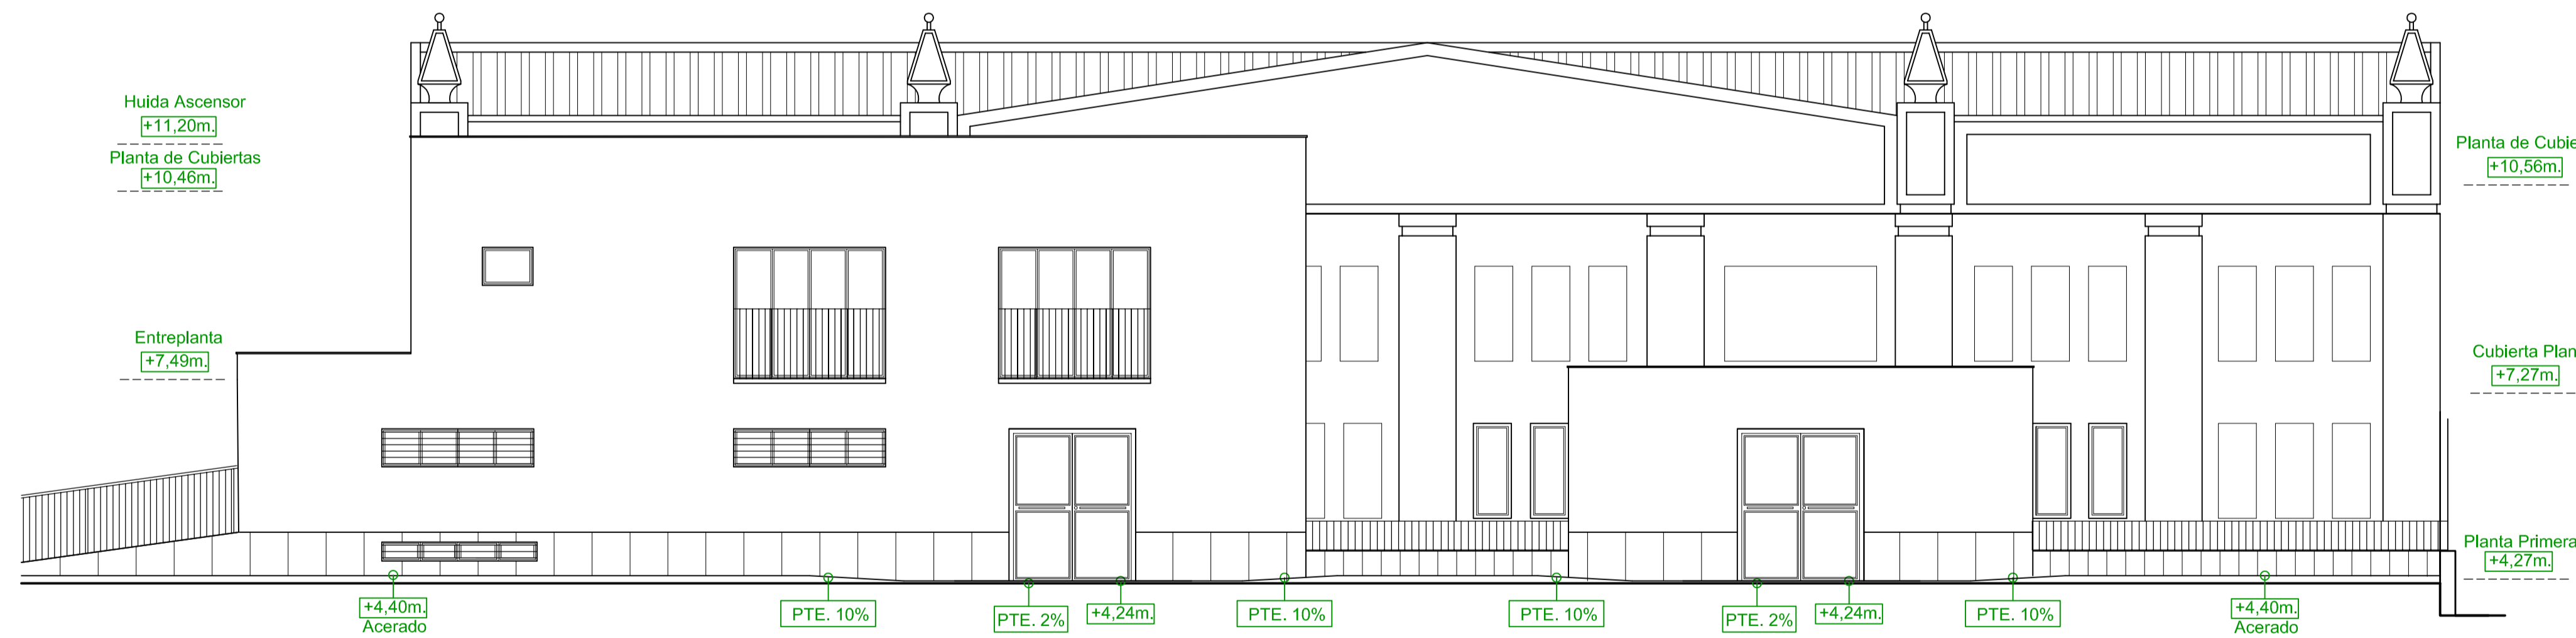 Huida Ascensor
+11,20m.
Planta de Cubiertas
+10,46m.
Entreplanta
+7,49m.
Planta de Cubie
+10,56m.
Cubierta Plan
+7,27m.
Planta Primera
+4,27m.
+4,40m.
Acerado
PTE. 10%
PTE. 2%
+4,24m.
PTE. 10%
PTE. 10%
PTE. 2%
+4,24m.
PTE. 10%
+4,40m.
Acerado